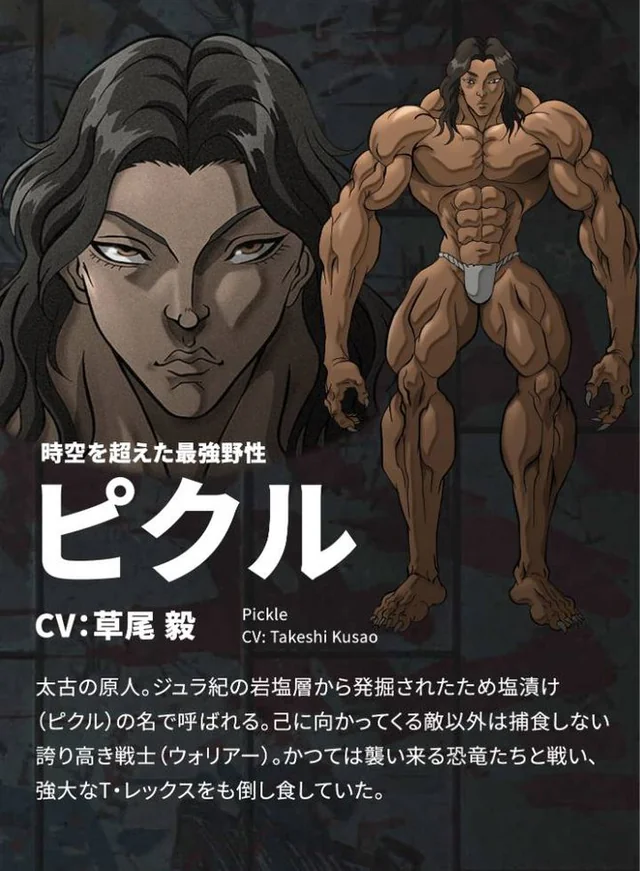 時空を超えた最強野性
ピクル
CV:草尾 毅
Pickle
CV: Takeshi Kusao
太古の原人。ジュラ紀の岩塩層から発掘されたため塩漬け
（ピクル）の名で呼ばれる。己に向かってくる敵以外は捕食しない
誇り高き戦士（ウォリアー）。かつては襲い来る恐竜たちと戦い、
強大なT・レックスをも倒し食していた。